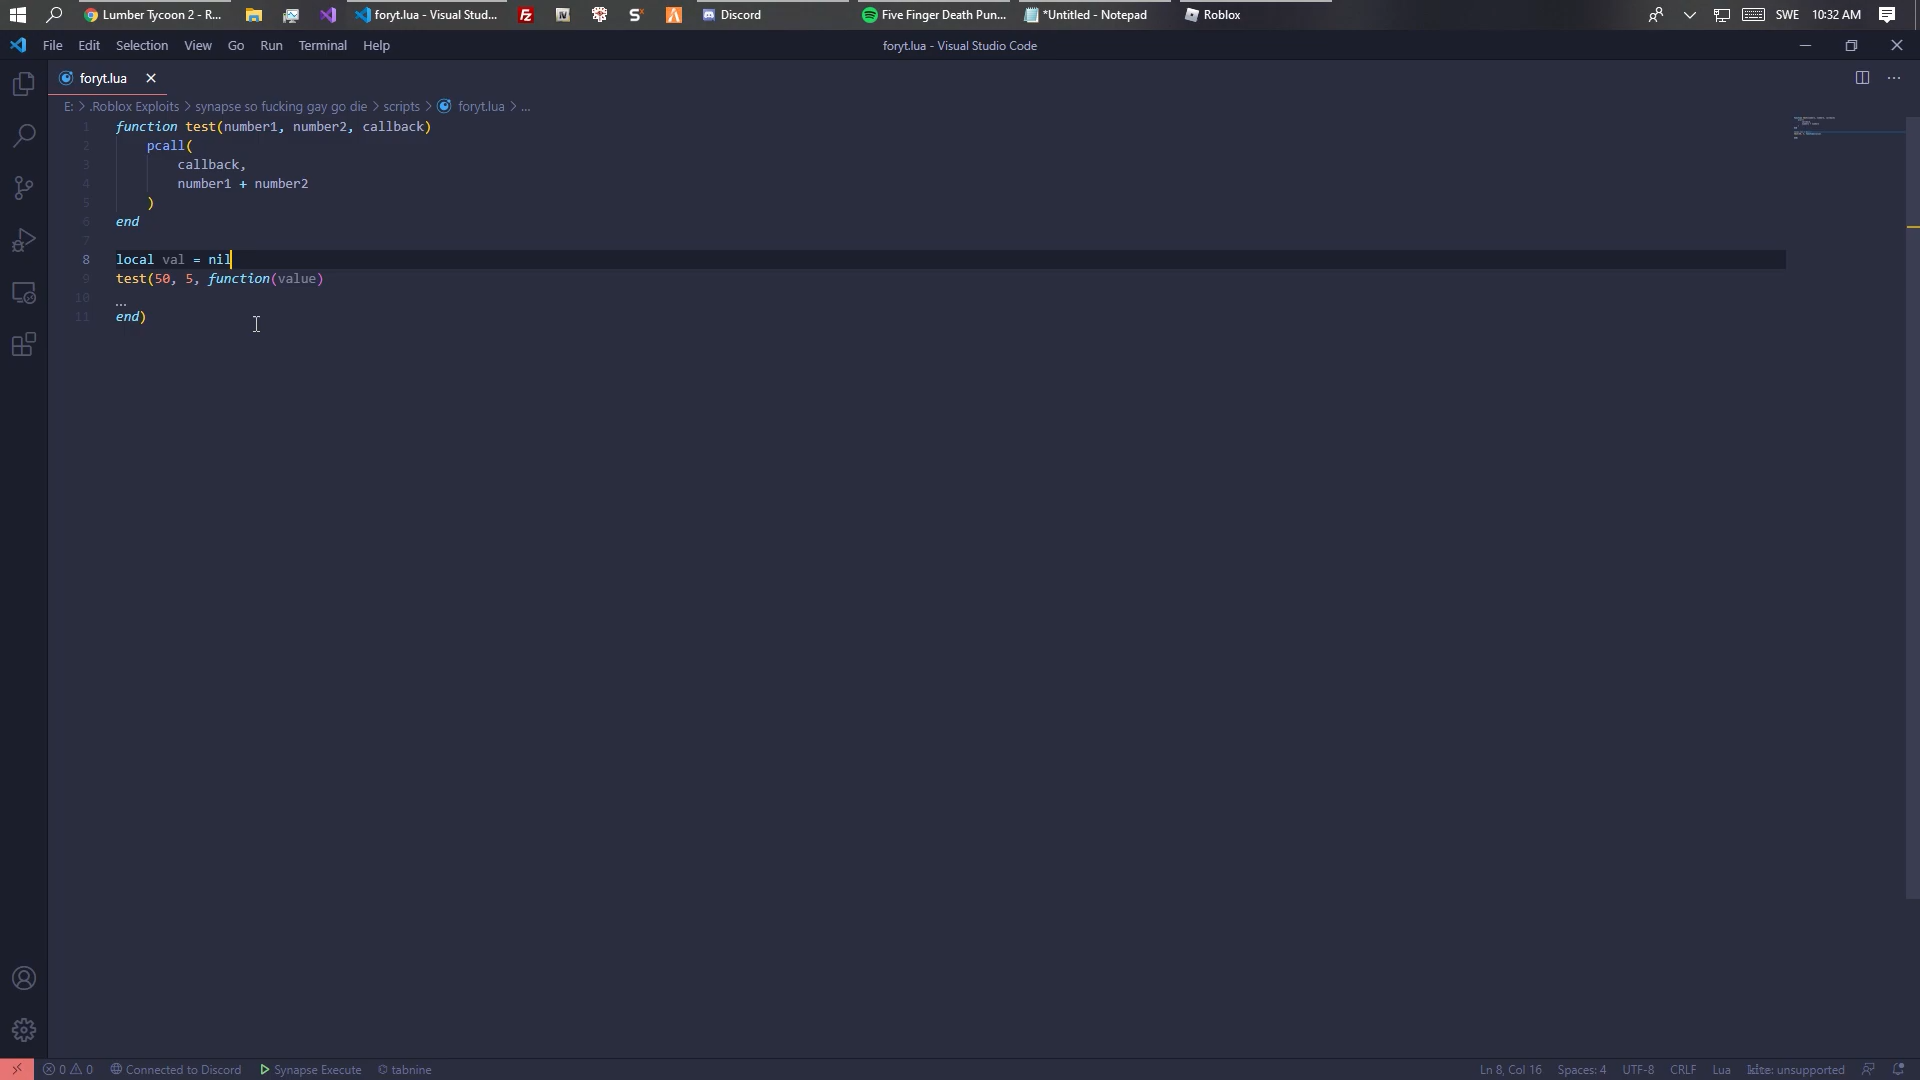 Lumber Tycoon 2 - R... foryt.lua - Visual Stud... Discord Five Finger Death Pun... *Untitled - Notepad Roblox SWE 10:32 AM
File Edit Selection View Go Run Terminal Help foryt.lua - Visual Studio Code
foryt.lua
E: > .Roblox Exploits > synapse so fucking gay go die > scripts > foryt.lua > ...
1 function test(number1, number2, callback)
2 pcall(
3 callback,
4 number1 + number2
5 )
6 end
7
8 local val = nil
9 test(50, 5, function(value)
10 ...
11 end)
0 0 Connected to Discord Synapse Execute tabnine Ln 8, Col 16 Spaces: 4 UTF-8 CRLF Lua kite: unsupported